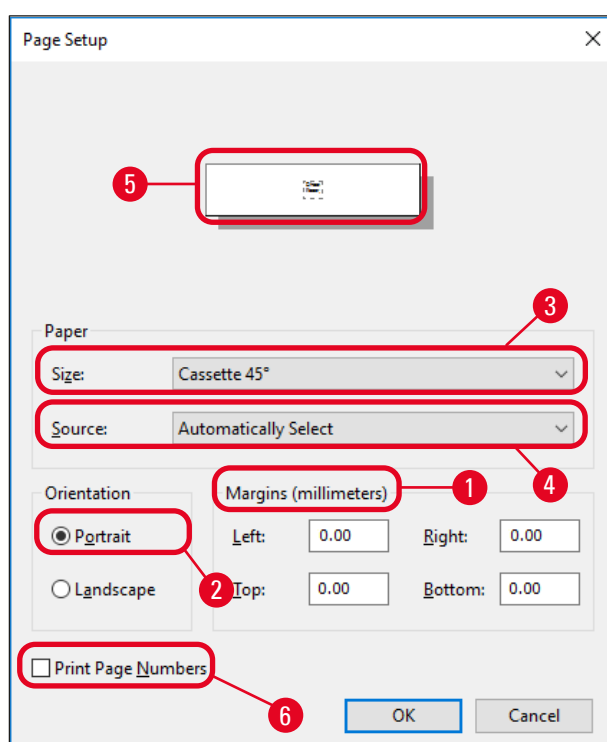 Page Setup
5
3
Paper
Size: Cassette 45°
Source: Automatically Select
4
Orientation
Margins (millimeters)
1
Portrait
Left: 0.00 Right: 0.00
Landscape
2
Top: 0.00 Bottom: 0.00
Print Page Numbers
6
OK Cancel